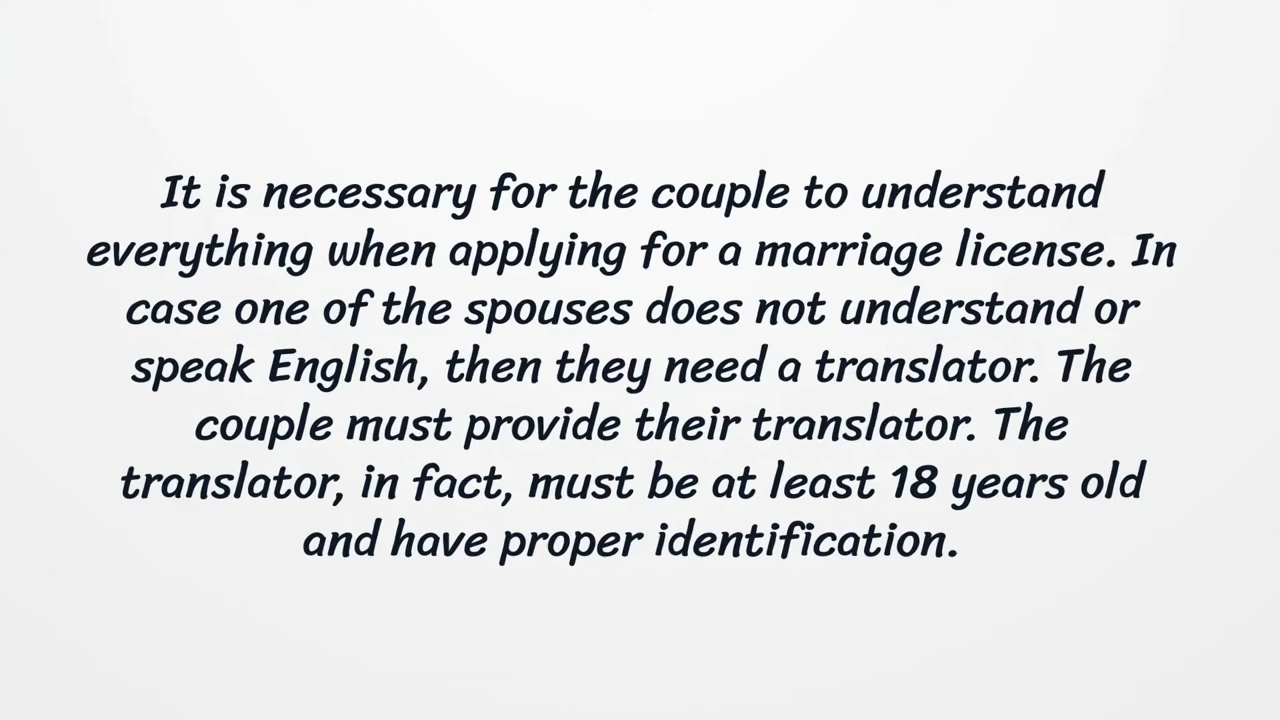 It is necessary for the couple to understand
everything when applying for a marriage license. In
case one of the spouses does not understand or
speak English, then they need a translator. The
couple must provide their translator. The
translator, in fact, must be at least 18 years old
and have proper identification.